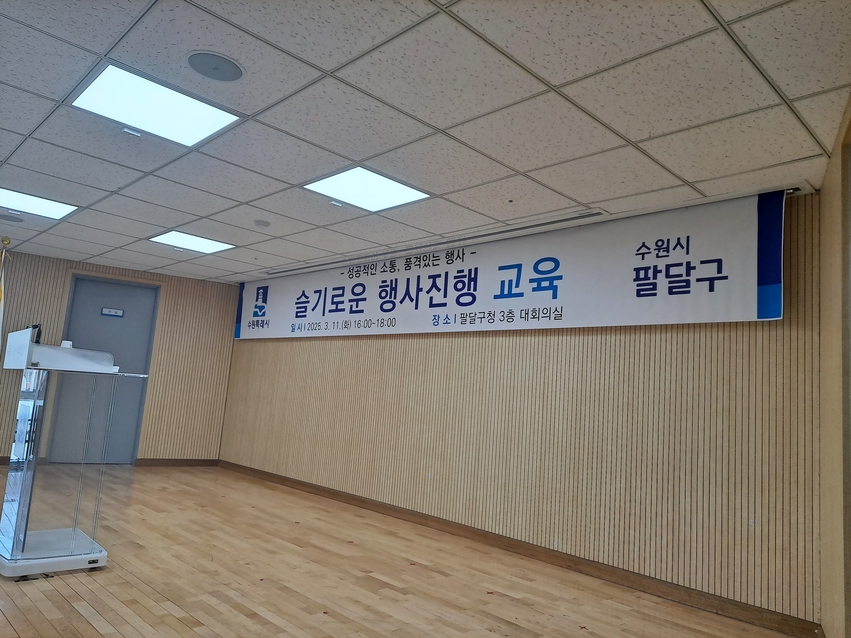 - 성공적인 소통, 품격있는 행사 -
슬기로운 행사진행 교육
일 시 | 2025. 3. 11.(화) 16:00~18:00
장 소 | 팔달구청 3층 대회의실
수원특례시
수원시
팔달구